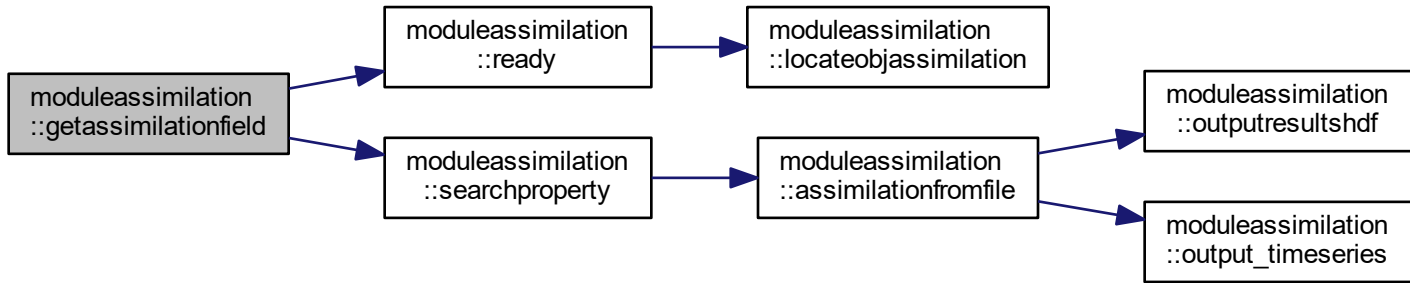 moduleassimilation
::getassimilationfield
moduleassimilation
::ready
moduleassimilation
::locateobjassimilation
moduleassimilation
::searchproperty
moduleassimilation
::assimilationfromfile
moduleassimilation
::outputresultshdf
moduleassimilation
::output_timeseries